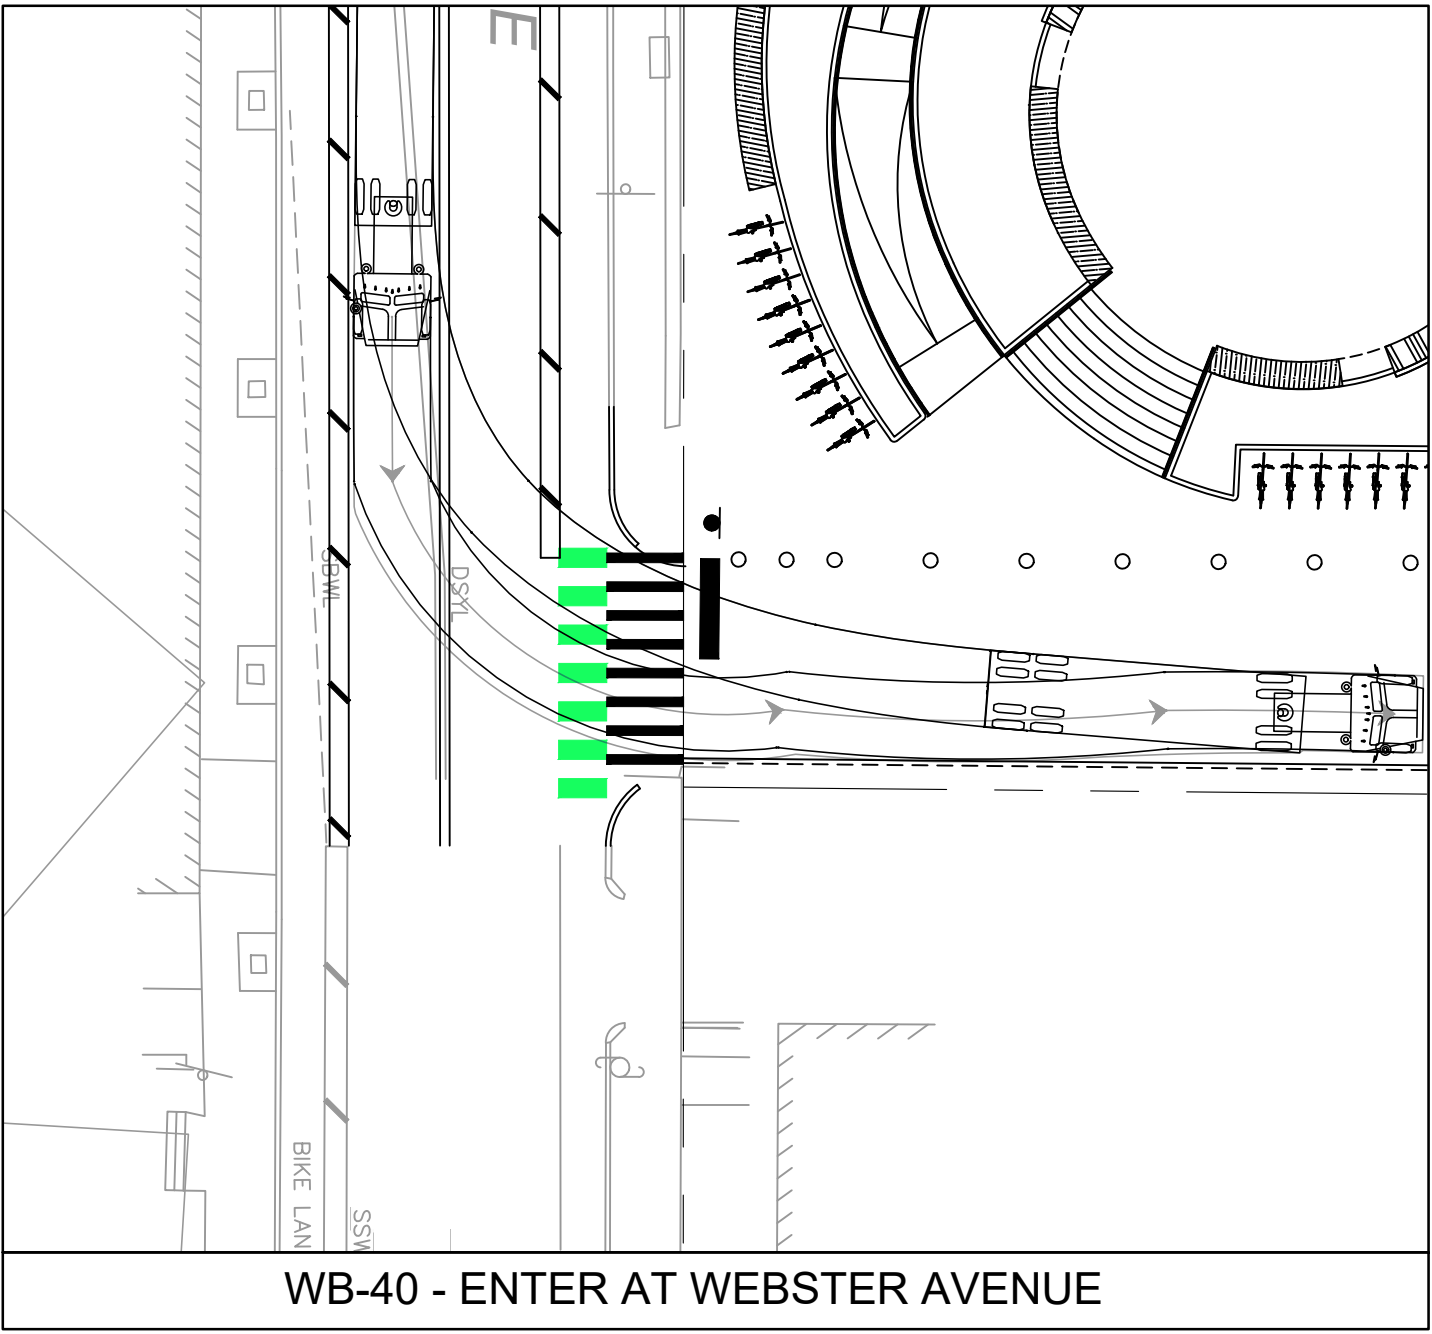 E
SBWL
DSYL
BIKE LAN
SSW
WB-40 - ENTER AT WEBSTER AVENUE